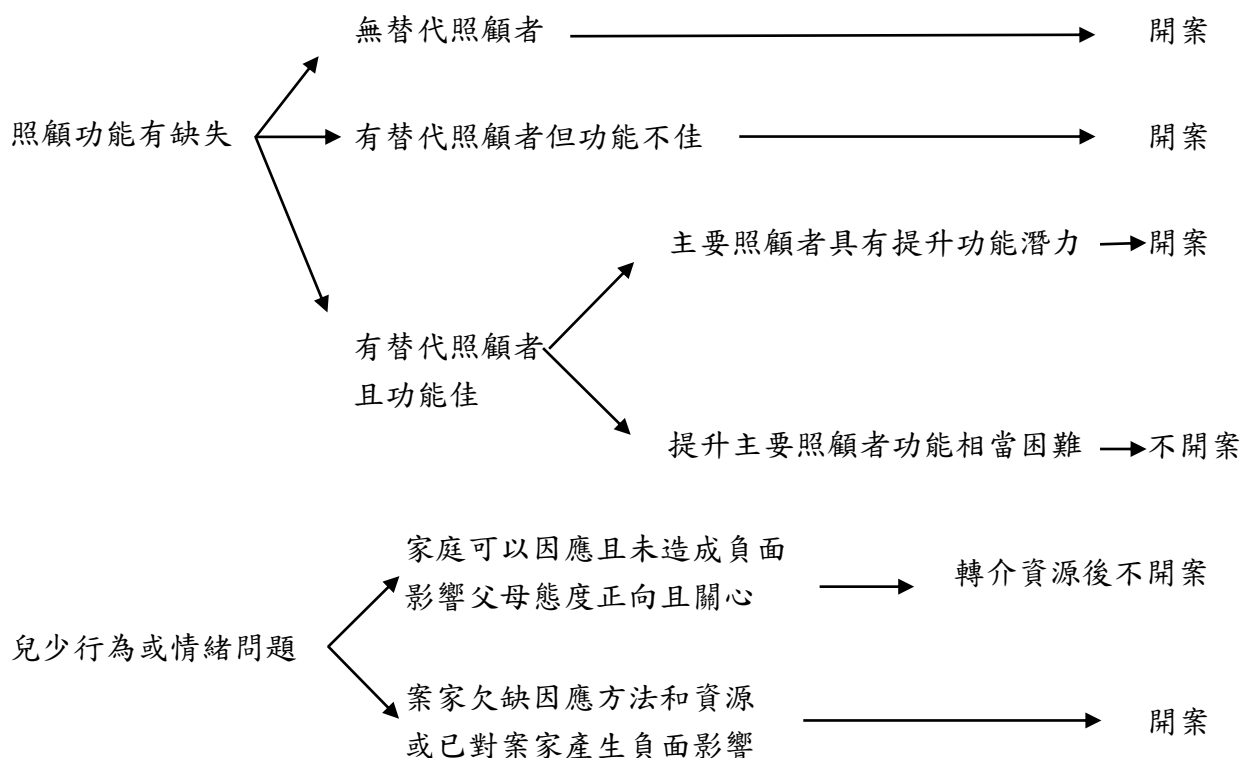 無替代照顧者 開案
照顧功能有缺失 有替代照顧者但功能不佳 開案
主要照顧者具有提升功能潛力 開案
有替代照顧者
且功能佳
提升主要照顧者功能相當困難 不開案
家庭可以因應且未造成負面
影響父母態度正向且關心 轉介資源後不開案
兒少行為或情緒問題
案家欠缺因應方法和資源
或已對案家產生負面影響 開案